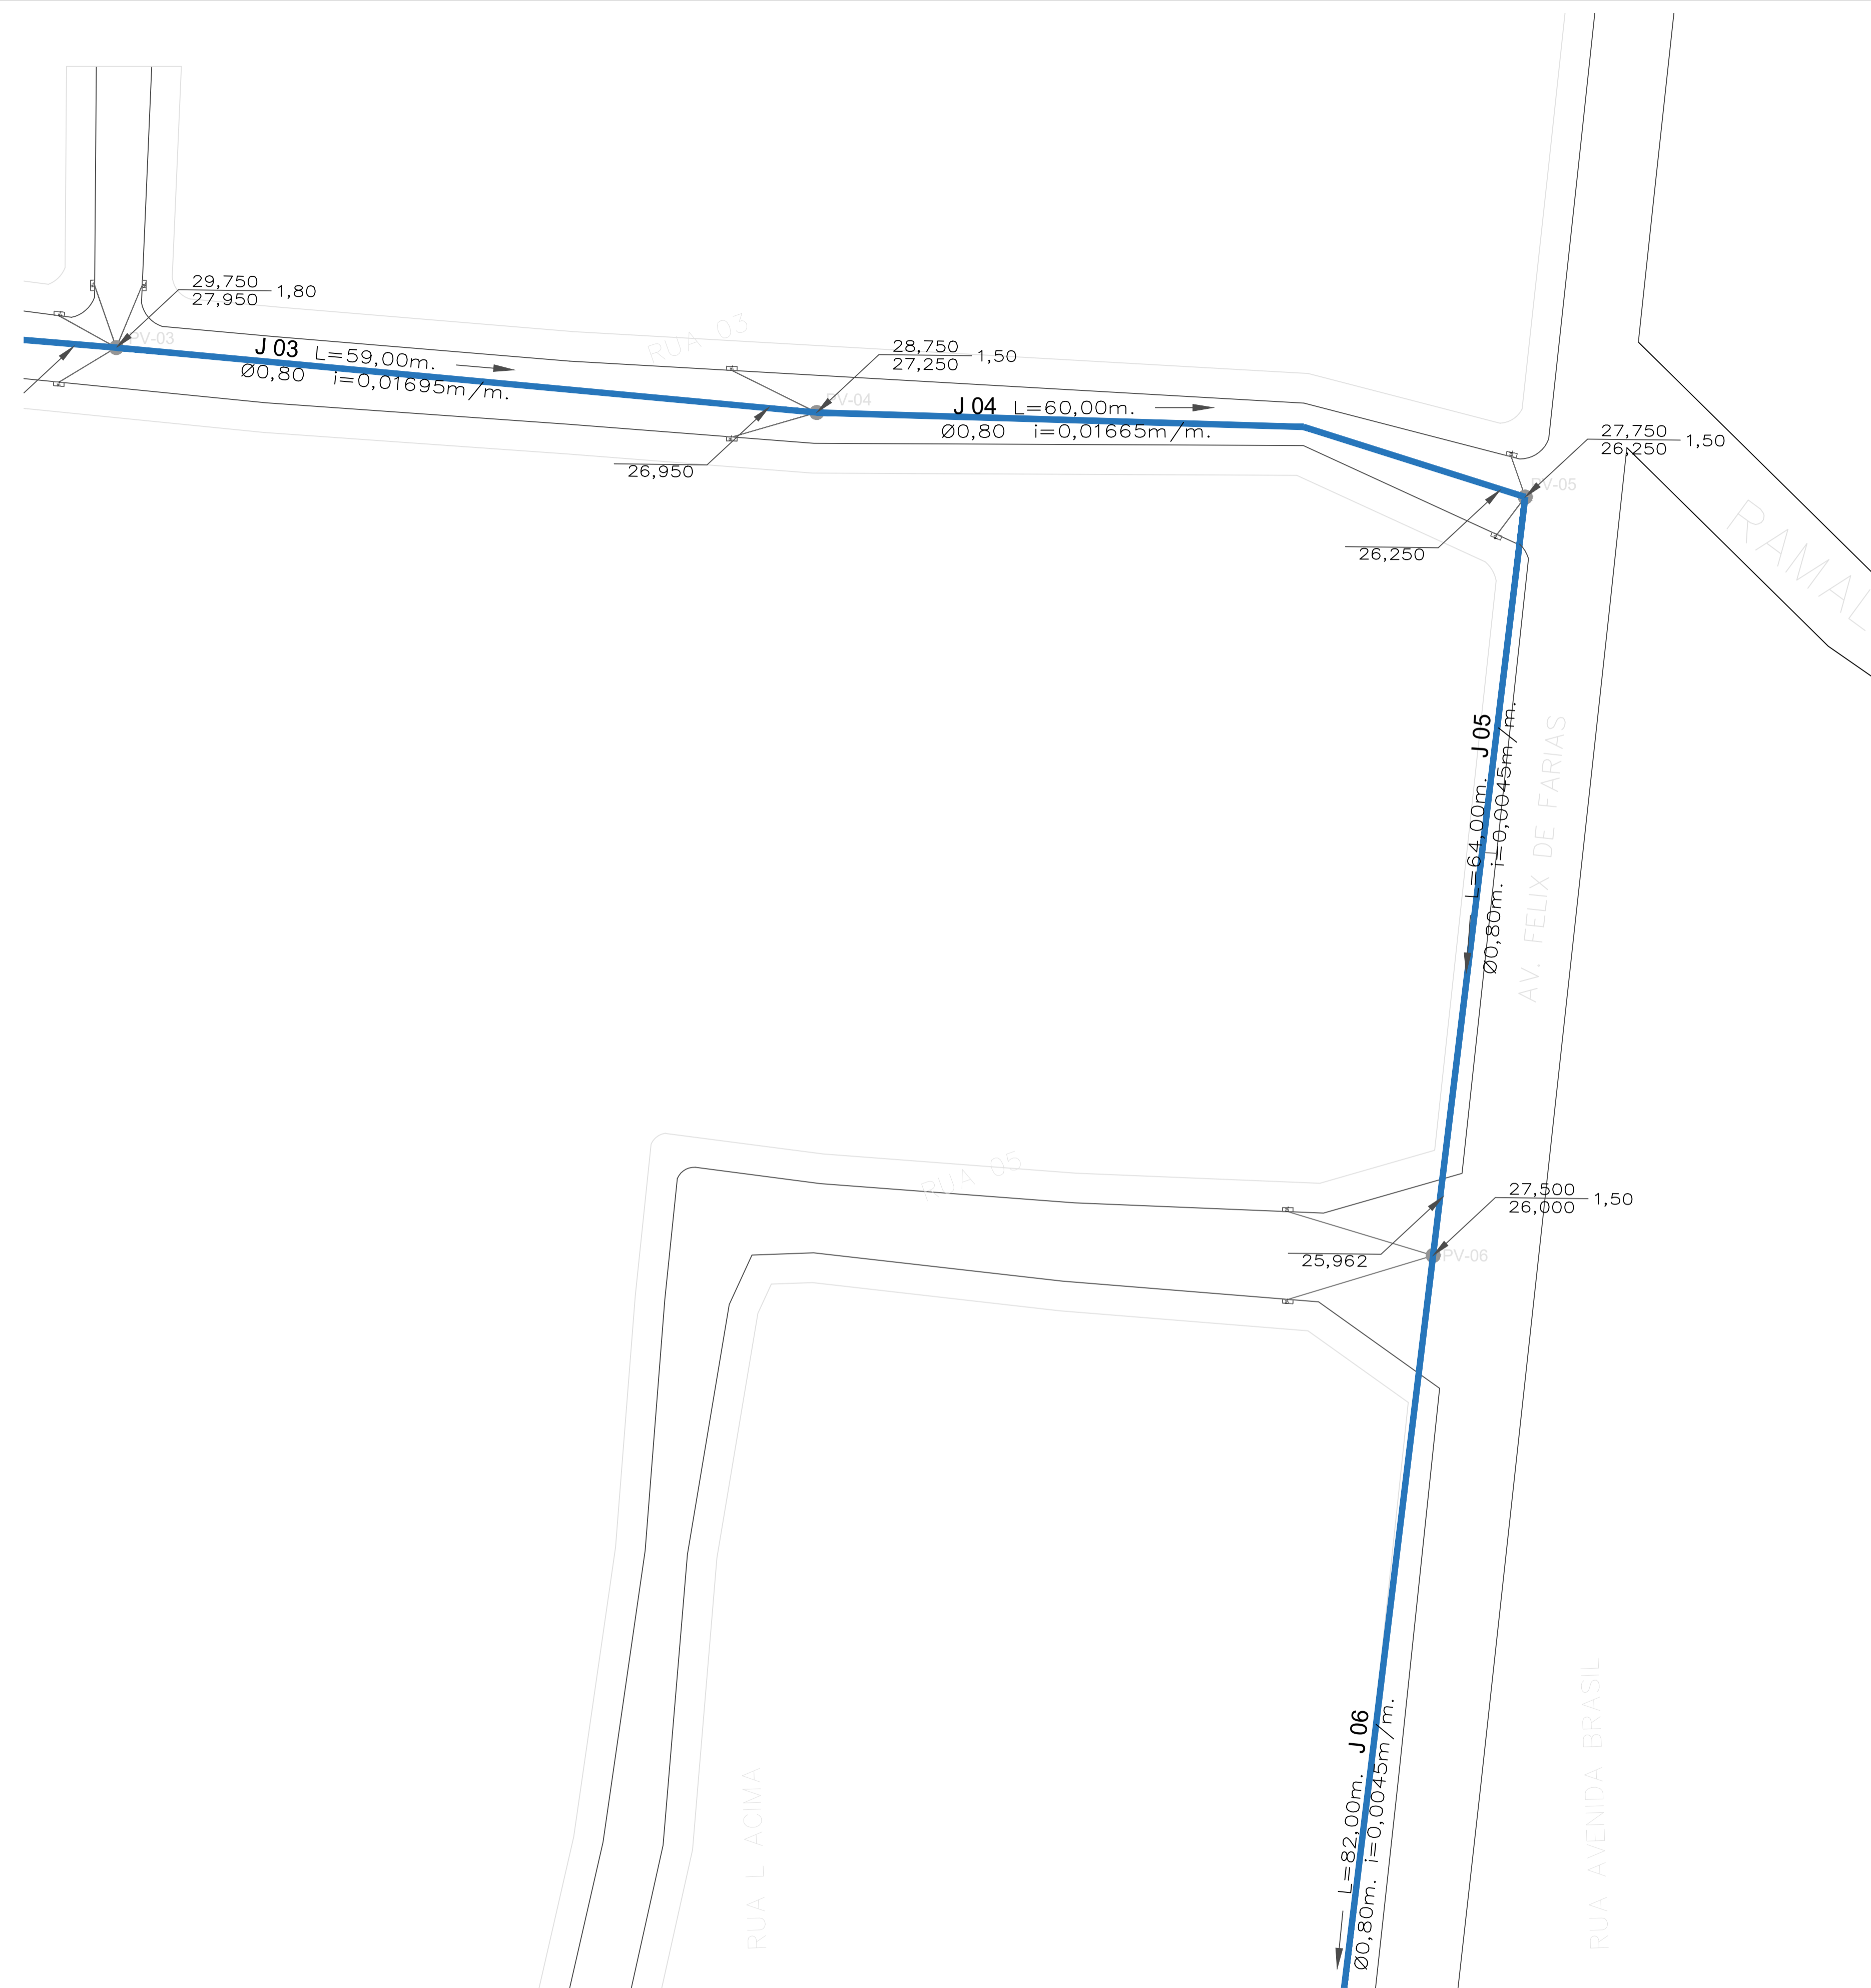 29,750
27,950
1,80
PV-03
J 03 L=59,00m.
Ø0,80 i=0,01695m/m.
RUA 03
28,750
27,250
1,50
PV-04
26,950
J 04 L=60,00m.
Ø0,80 i=0,01665m/m.
27,750
26,250
1,50
PV-05
26,250
RAMAL
L=64,00m. J 05
Ø0,80m. i=0,0045m/m.
AV. FELIX DE FARIAS
RUA 05
27,500
26,000
1,50
25,962
PV-06
L=82,00m. J 06
Ø0,80m. i=0,0045m/m.
RUA L ACIMA
RUA AVENIDA BRASIL